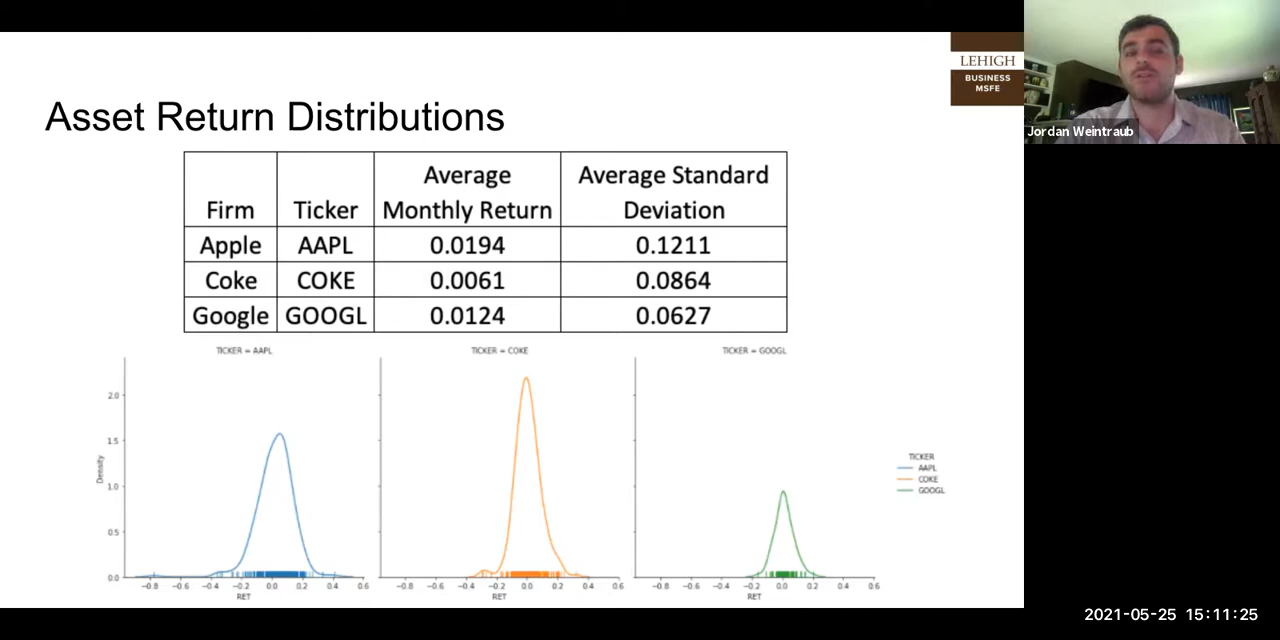 LEHIGH
BUSINESS
MSFE
Jordan Weintraub
Asset Return Distributions
Firm Ticker Average Monthly Return Average Standard Deviation
Apple AAPL 0.0194 0.1211
Coke COKE 0.0061 0.0864
Google GOOGL 0.0124 0.0627
TICKER = AAPL TICKER = COKE TICKER = GOOGL
2.0
1.5
1.0
0.5
0.0
Density
−0.8 −0.6 −0.4 −0.2 0.0 0.2 0.4 0.6
RET
−0.8 −0.6 −0.4 −0.2 0.0 0.2 0.4 0.6
RET
−0.8 −0.6 −0.4 −0.2 0.0 0.2 0.4 0.6
RET
TICKER
AAPL
COKE
GOOGL
2021-05-25 15:11:25